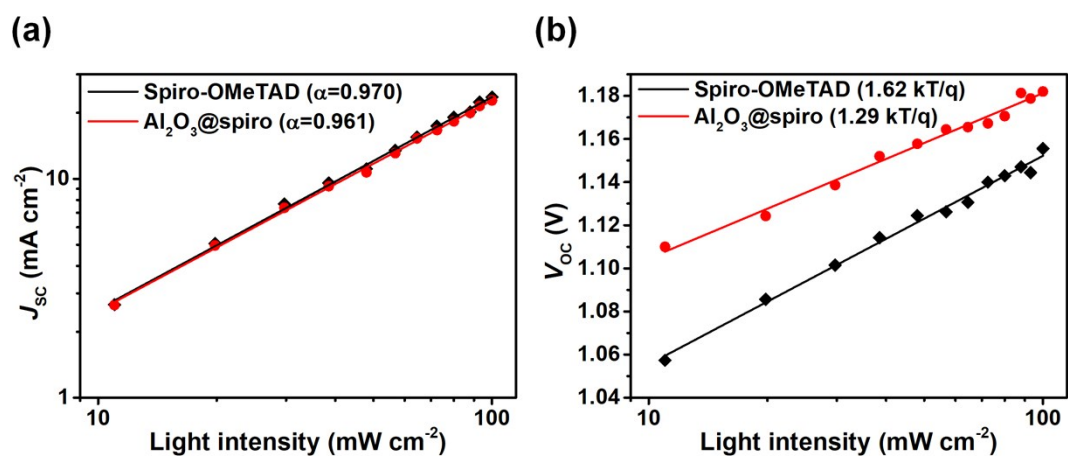 (a)
Spiro-OMeTAD (α=0.970)
Al₂O₃@spiro (α=0.961)
10
1
J_SC (mA cm⁻²)
10
100
Light intensity (mW cm⁻²)
(b)
Spiro-OMeTAD (1.62 kT/q)
Al₂O₃@spiro (1.29 kT/q)
1.18
1.16
1.14
1.12
1.10
1.08
1.06
1.04
V_OC (V)
10
100
Light intensity (mW cm⁻²)